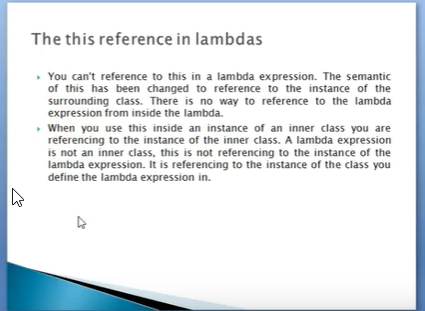 The this reference in lambdas
You can't reference to this in a lambda expression. The semantic
of this has been changed to reference to the instance of the
surrounding class. There is no way to reference to the lambda
expression from inside the lambda.
When you use this inside an instance of an inner class you are
referencing to the instance of the inner class. A lambda expression
is not an inner class, this is not referencing to the instance of the
lambda expression. It is referencing to the instance of the class you
define the lambda expression in.